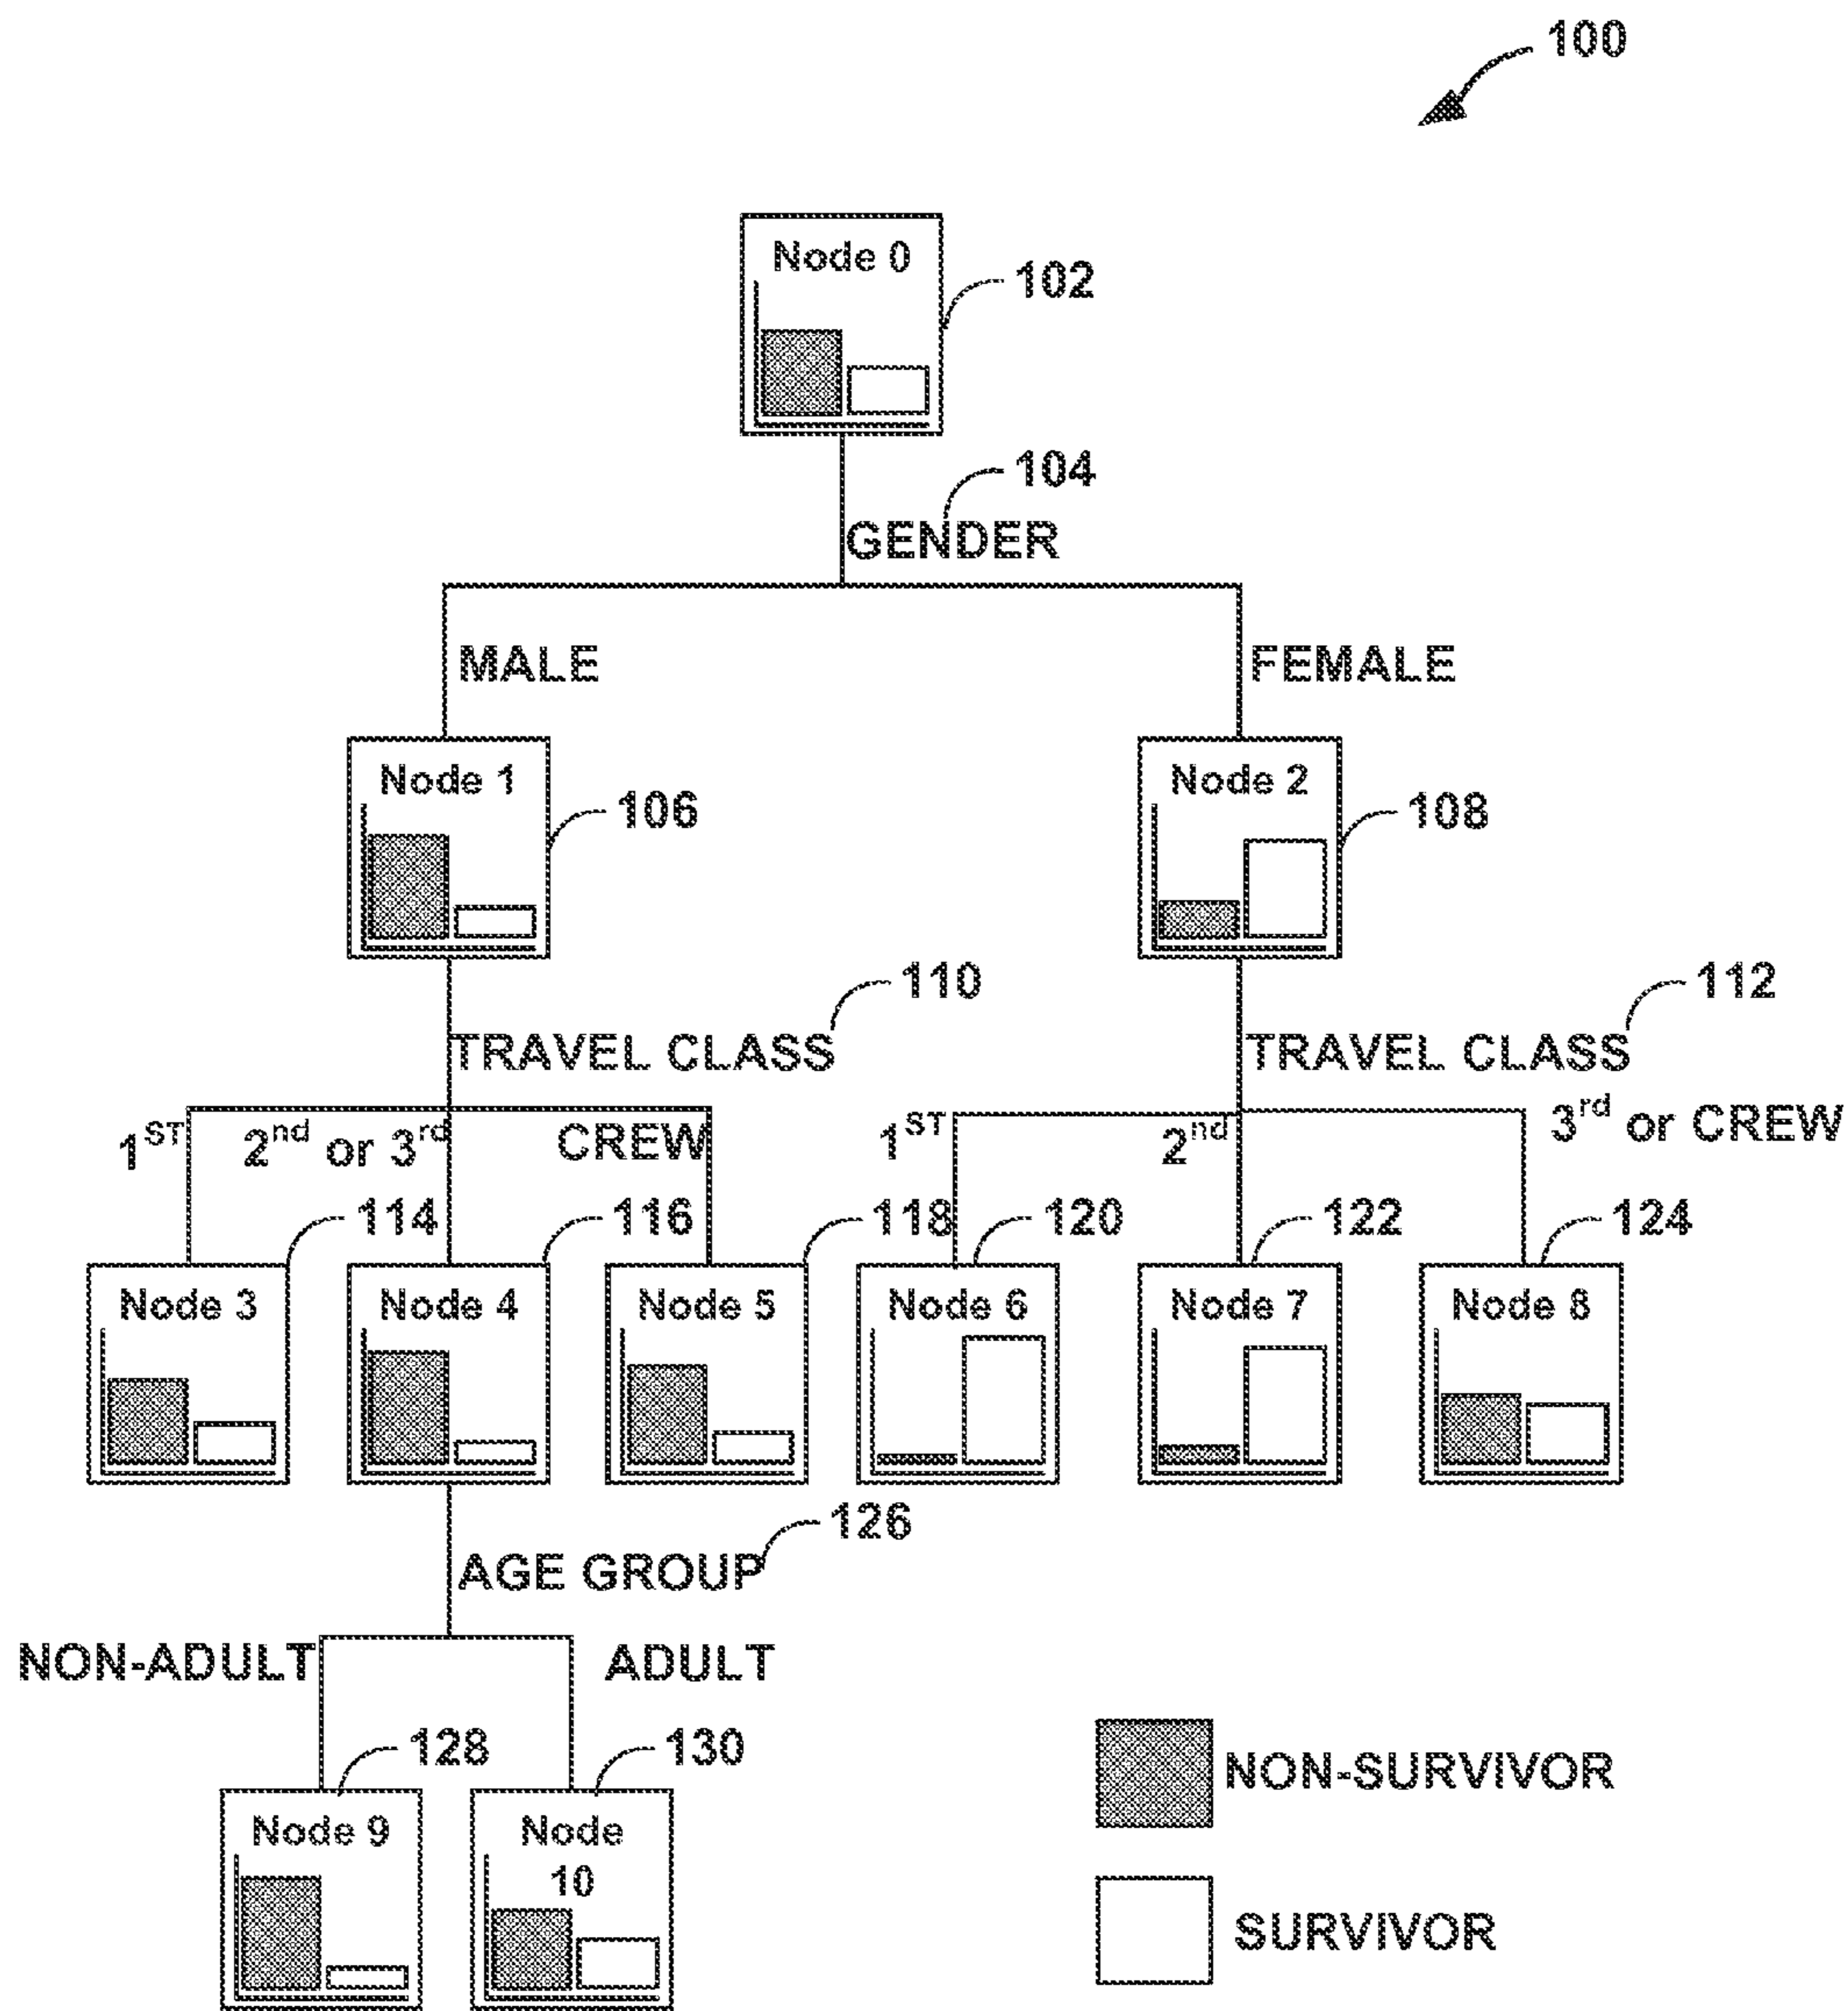 100
Node 0
102
104
GENDER
MALE
FEMALE
Node 1
106
Node 2
108
110
TRAVEL CLASS
112
TRAVEL CLASS
1ST
2nd or 3rd
CREW
1ST
2nd
3rd or CREW
114
116
118
120
122
124
Node 3
Node 4
Node 5
Node 6
Node 7
Node 8
126
AGE GROUP
NON-ADULT
ADULT
128
130
Node 9
Node
10
NON-SURVIVOR
SURVIVOR